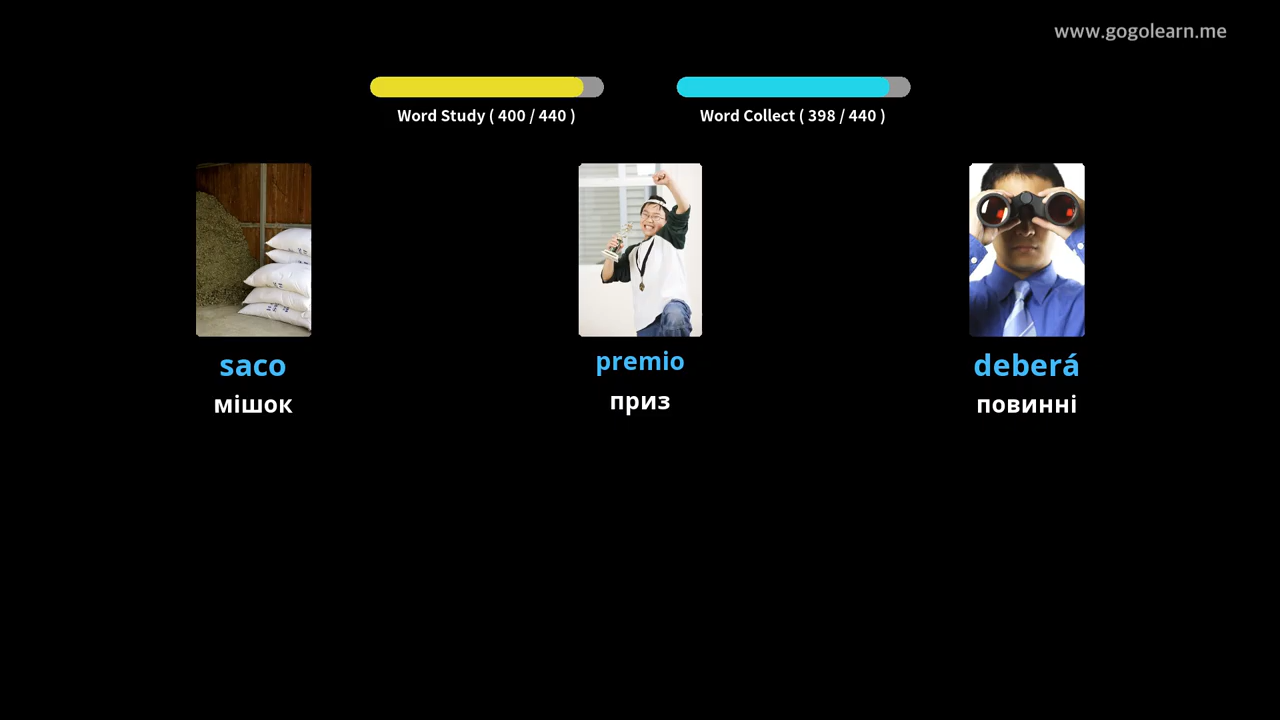 www.gogolearn.me
Word Study ( 400 / 440 )
Word Collect ( 398 / 440 )
saco
мішок
premio
приз
deberá
повинні